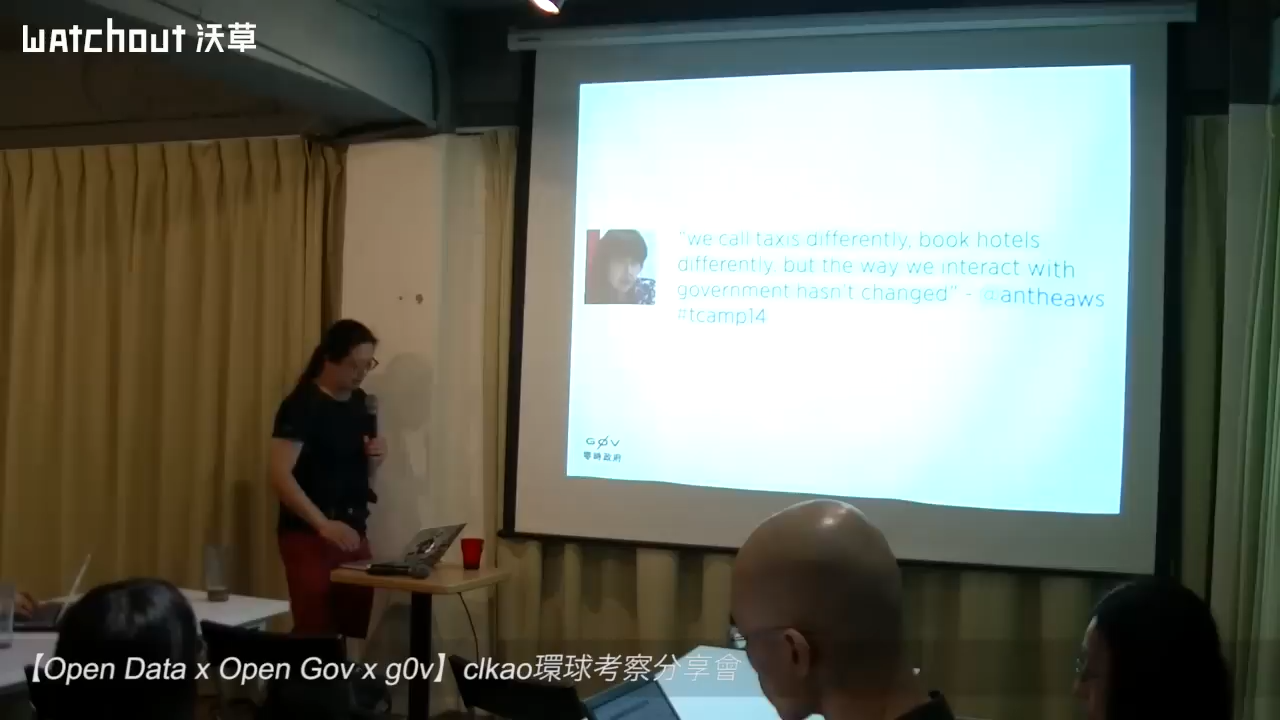 watchout 沃草
"we call taxis differently, book hotels
differently, but the way we interact with
government hasn't changed" - @antheaws
#tcamp14
GØV
零時政府
【Open Data x Open Gov x g0v】clkao環球考察分享會